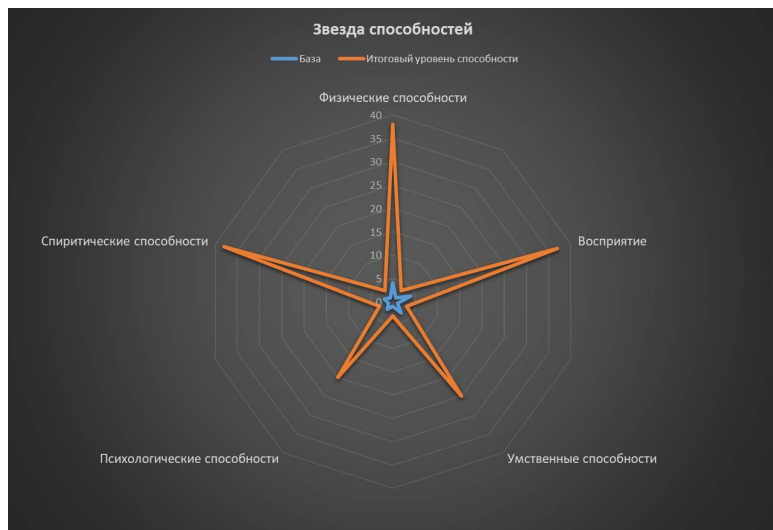 Звезда способностей
База Итоговый уровень способности
Физические способности
40
35
30
25
20
15
10
5
0
Спиритические способности
Восприятие
Психологические способности
Умственные способности